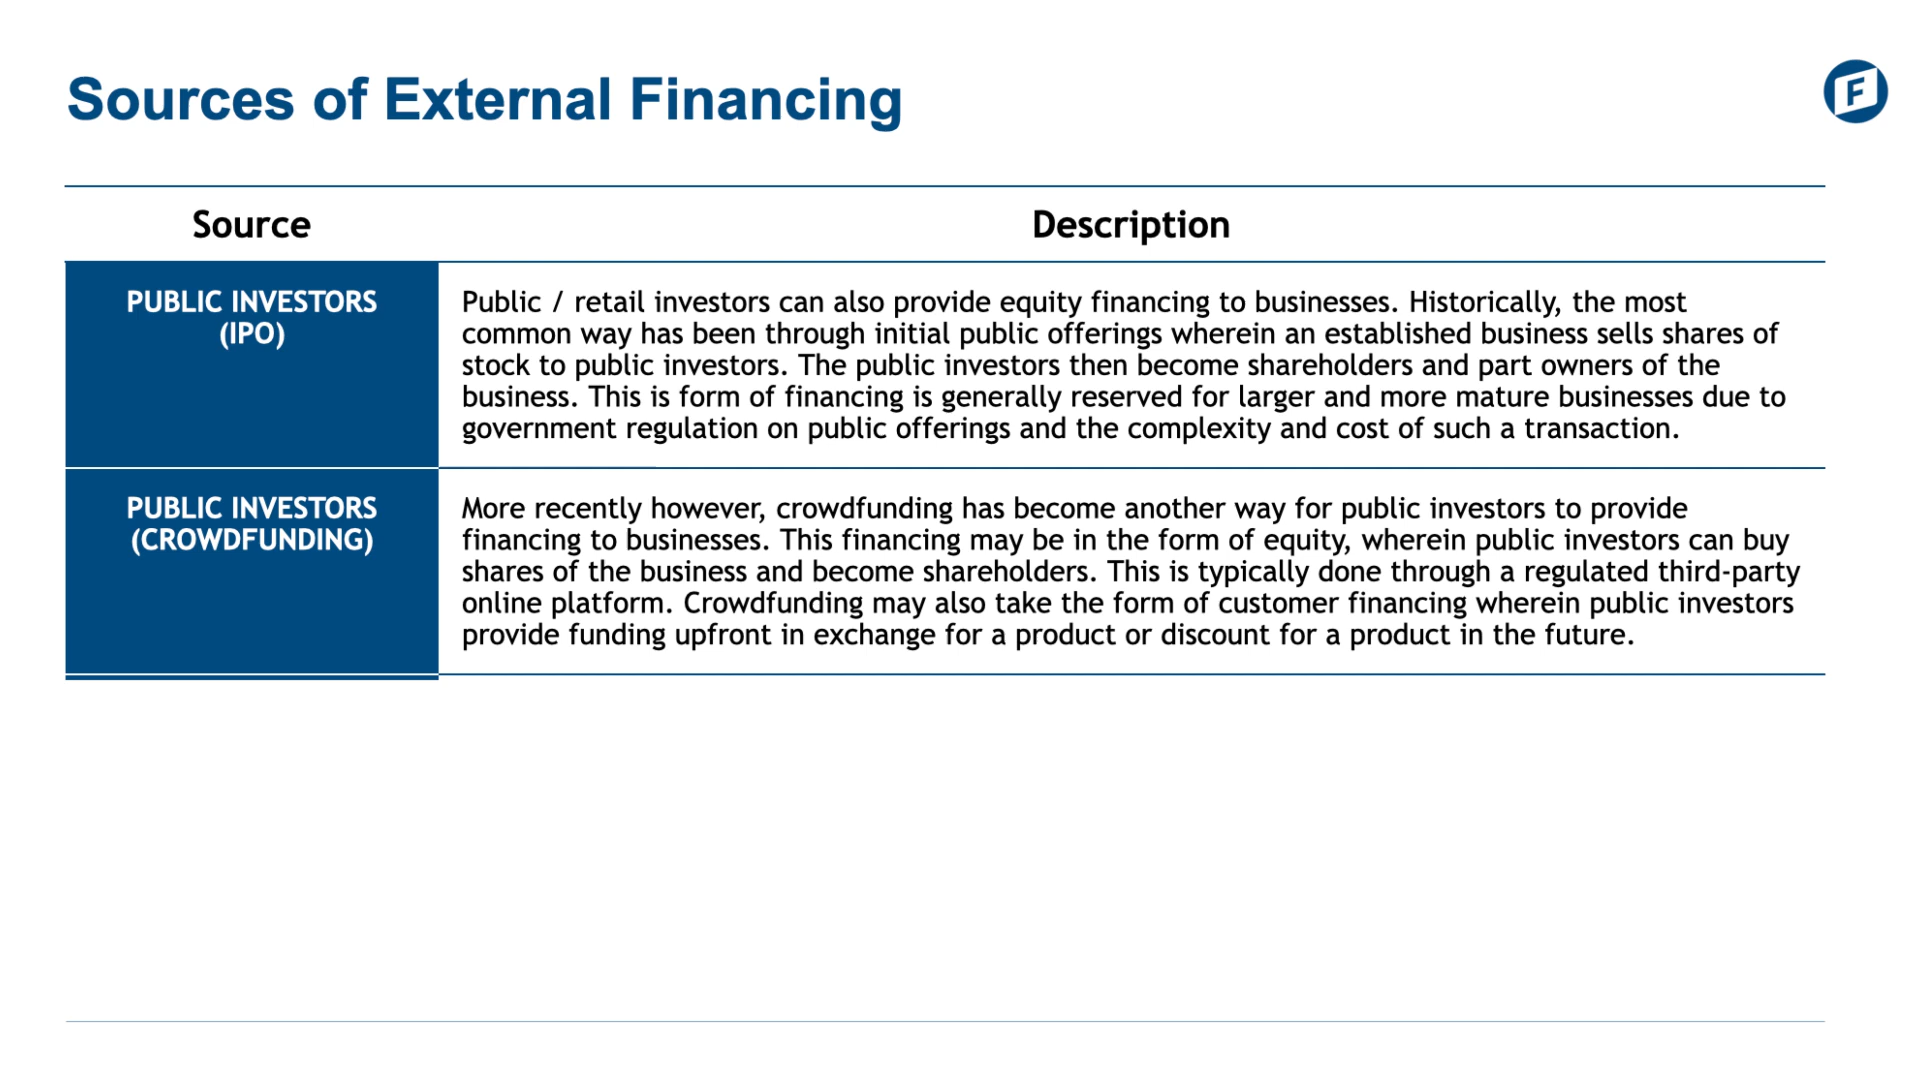 Sources of External Financing
F
Source
Description
PUBLIC INVESTORS
(IPO)
Public / retail investors can also provide equity financing to businesses. Historically, the most
common way has been through initial public offerings wherein an established business sells shares of
stock to public investors. The public investors then become shareholders and part owners of the
business. This is form of financing is generally reserved for larger and more mature businesses due to
government regulation on public offerings and the complexity and cost of such a transaction.
PUBLIC INVESTORS
(CROWDFUNDING)
More recently however, crowdfunding has become another way for public investors to provide
financing to businesses. This financing may be in the form of equity, wherein public investors can buy
shares of the business and become shareholders. This is typically done through a regulated third-party
online platform. Crowdfunding may also take the form of customer financing wherein public investors
provide funding upfront in exchange for a product or discount for a product in the future.